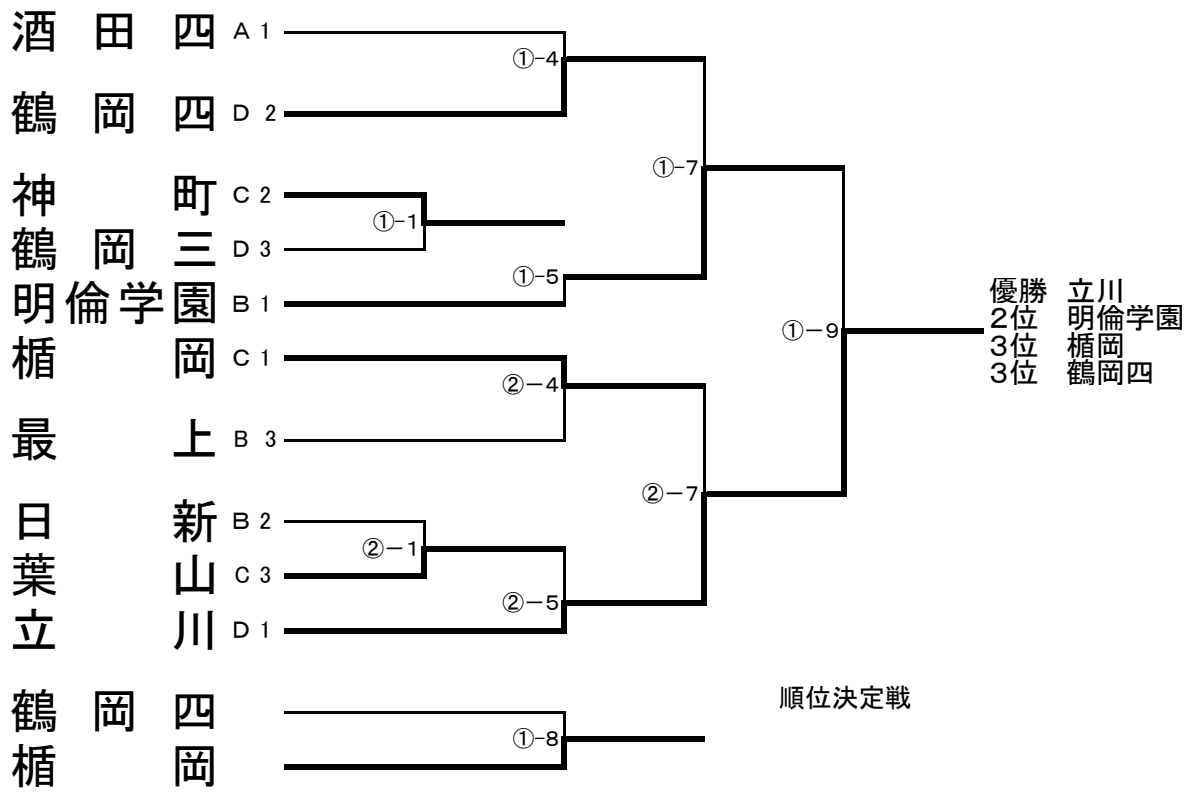 酒田四 A 1
①-4
鶴岡四 D 2
①-7
神町 C 2
①-1
鶴岡三 D 3
①-5
明倫学園 B 1
優勝 立川
2位 明倫学園
①－9
3位 楯岡
3位 鶴岡四
楯岡 C 1
②－4
最上 B 3
②－7
日新 B 2
②－1
葉山 C 3
②－5
立川 D 1
順位決定戦
鶴岡四
①-8
楯岡